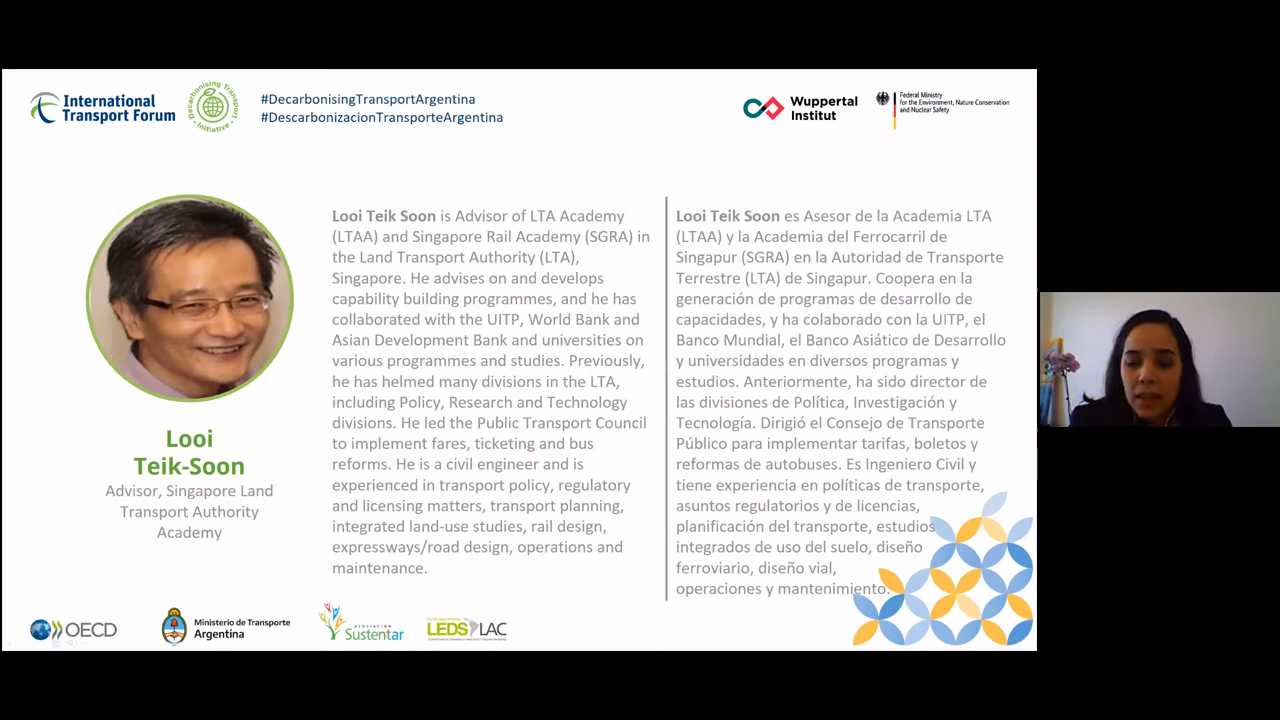 International
Transport Forum
Decarbonising Transport
Initiative
#DecarbonisingTransportArgentina
#DescarbonizacionTransporteArgentina
Wuppertal
Institut
Federal Ministry
for the Environment, Nature Conservation
and Nuclear Safety
Looi
Teik-Soon
Advisor, Singapore Land
Transport Authority
Academy
Looi Teik Soon is Advisor of LTA Academy
(LTAA) and Singapore Rail Academy (SGRA) in
the Land Transport Authority (LTA),
Singapore. He advises on and develops
capability building programmes, and he has
collaborated with the UITP, World Bank and
Asian Development Bank and universities on
various programmes and studies. Previously,
he has helmed many divisions in the LTA,
including Policy, Research and Technology
divisions. He led the Public Transport Council
to implement fares, ticketing and bus
reforms. He is a civil engineer and is
experienced in transport policy, regulatory
and licensing matters, transport planning,
integrated land-use studies, rail design,
expressways/road design, operations and
maintenance.
Looi Teik Soon es Asesor de la Academia LTA
(LTAA) y la Academia del Ferrocarril de
Singapur (SGRA) en la Autoridad de Transporte
Terrestre (LTA) de Singapur. Coopera en la
generación de programas de desarrollo de
capacidades, y ha colaborado con la UITP, el
Banco Mundial, el Banco Asiático de Desarrollo
y universidades en diversos programas y
estudios. Anteriormente, ha sido director de
las divisiones de Política, Investigación y
Tecnología. Dirigió el Consejo de Transporte
Público para implementar tarifas, boletos y
reformas de autobuses. Es Ingeniero Civil y
tiene experiencia en políticas de transporte,
asuntos regulatorios y de licencias,
planificación del transporte, estudios
integrados de uso del suelo, diseño
ferroviario, diseño vial,
operaciones y mantenimiento.
OECD
Ministerio de Transporte
Argentina
ASOCIACIÓN
Sustentar
LEDS LAC